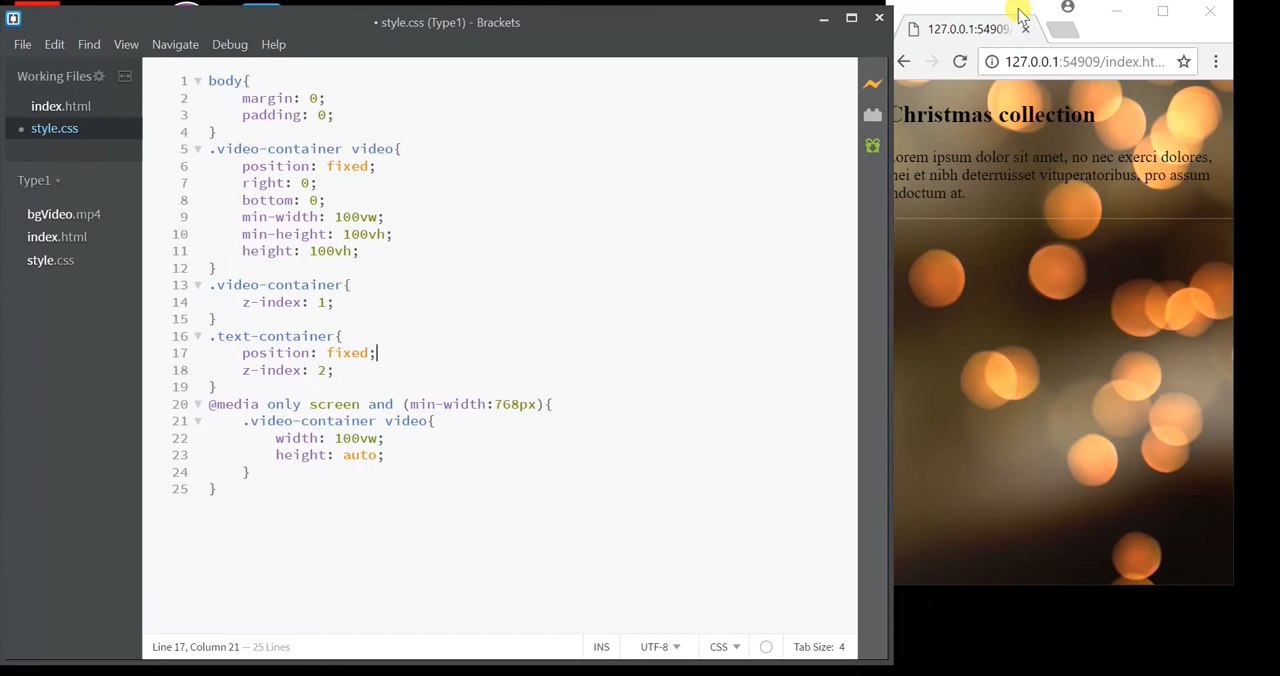 • style.css (Type1) - Brackets
File Edit Find View Navigate Debug Help
Working Files
index.html
style.css
Type1
bgVideo.mp4
index.html
style.css
1 body{
2 margin: 0;
3 padding: 0;
4 }
5 .video-container video{
6 position: fixed;
7 right: 0;
8 bottom: 0;
9 min-width: 100vw;
10 min-height: 100vh;
11 height: 100vh;
12 }
13 .video-container{
14 z-index: 1;
15 }
16 .text-container{
17 position: fixed;
18 z-index: 2;
19 }
20 @media only screen and (min-width:768px){
21 .video-container video{
22 width: 100vw;
23 height: auto;
24 }
25 }
Line 17, Column 21 — 25 Lines
INS UTF-8 CSS Tab Size: 4
127.0.0.1:54909/
127.0.0.1:54909/index.ht...
Christmas collection
orem ipsum dolor sit amet, no nec exerci dolores,
nei et nibh deterruisset vituperatoribus, pro assum
ndoctum at.